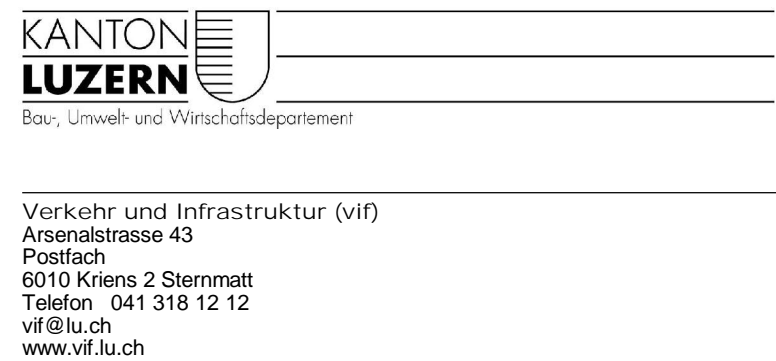 KANTON
LUZERN
Bau-, Umwelt- und Wirtschaftsdepartement
Verkehr und Infrastruktur (vif)
Arsenalstrasse 43
Postfach
6010 Kriens 2 Sternmatt
Telefon 041 318 12 12
vif@lu.ch
www.vif.lu.ch